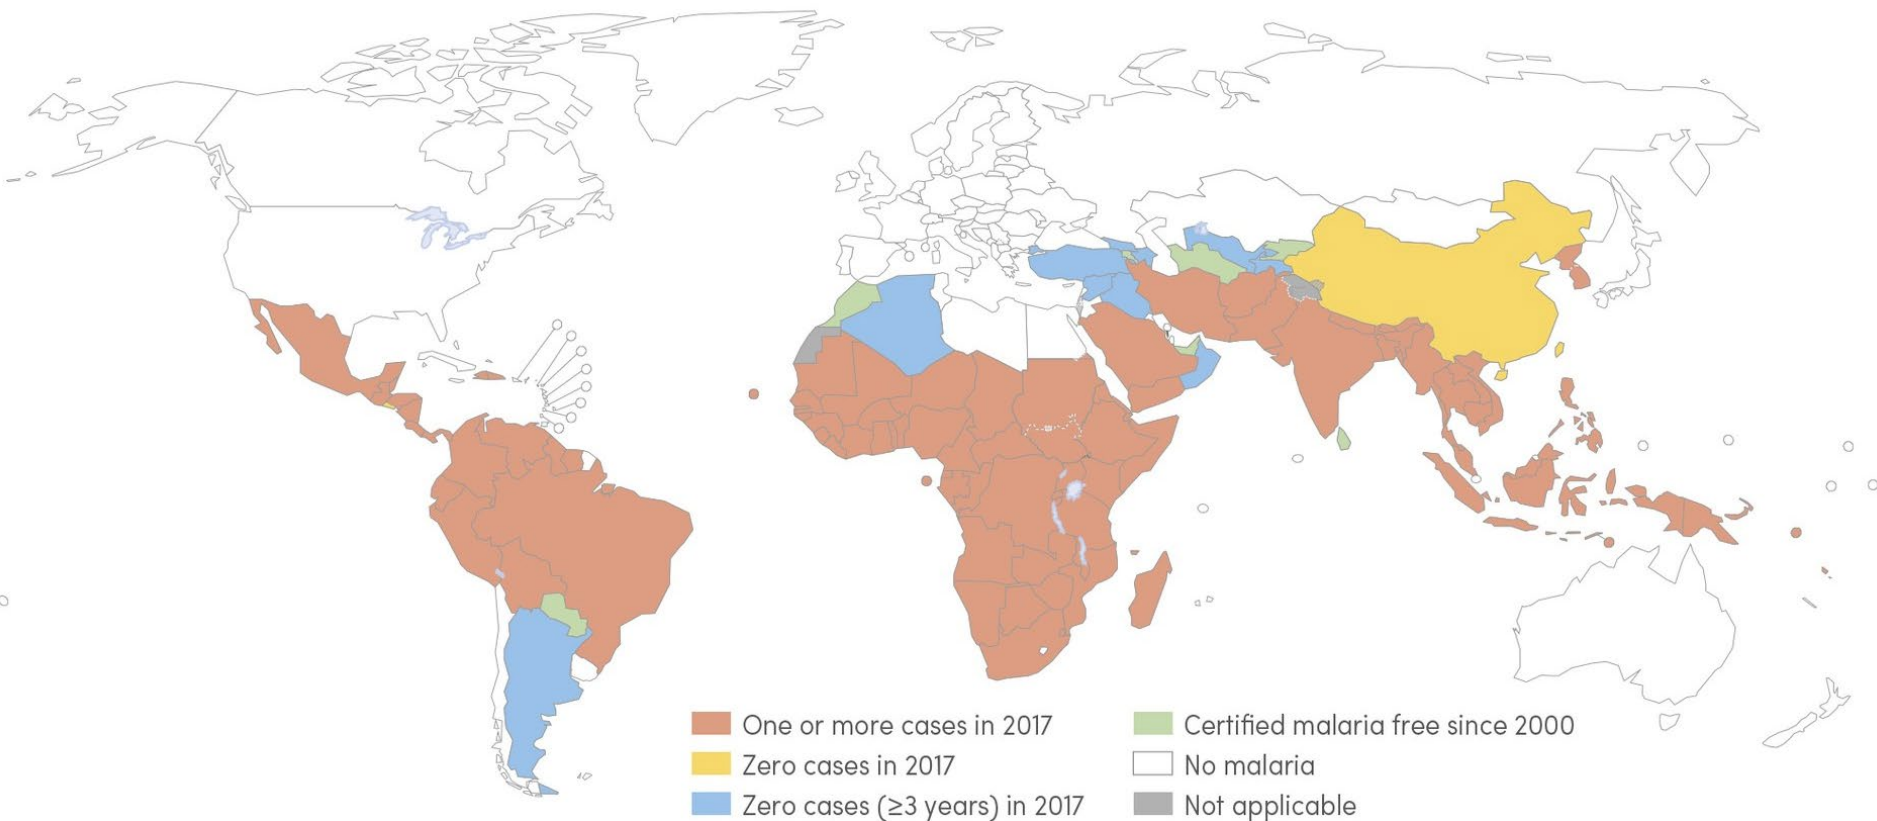 One or more cases in 2017
Zero cases in 2017
Zero cases (≥3 years) in 2017
Certified malaria free since 2000
No malaria
Not applicable